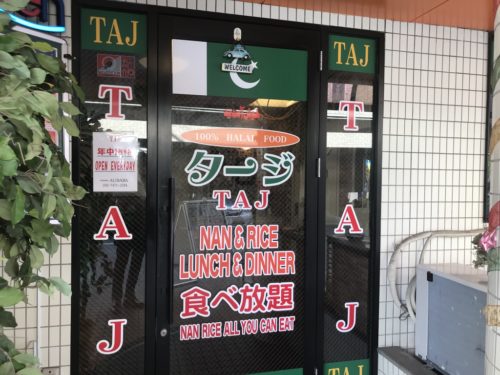 TAJ
TAJ
WELCOME
T
A
J
年中無休
OPEN EVERYDAY
100% HALAL FOOD
タージ
TAJ
NAN & RICE
LUNCH & DINNER
食べ放題
NAN RICE ALL YOU CAN EAT
T
A
J
TAJ